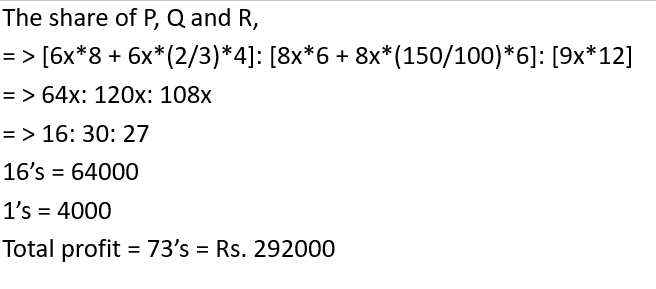 The share of P, Q and R,
= > [6x*8 + 6x*(2/3)*4]: [8x*6 + 8x*(150/100)*6]: [9x*12]
= > 64x: 120x: 108x
= > 16: 30: 27
16’s = 64000
1’s = 4000
Total profit = 73’s = Rs. 292000